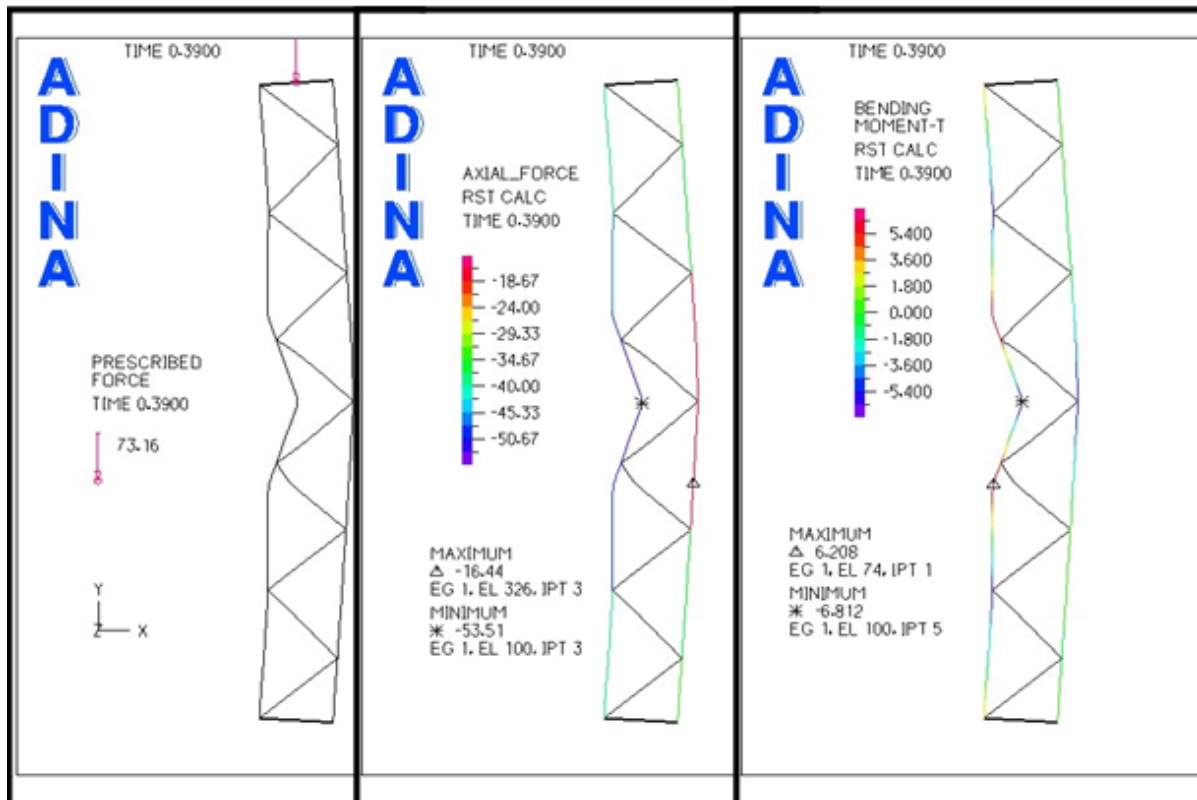 ADINA
TIME 0.3900
PRESCRIBED
FORCE
TIME 0.3900
73.16
Y
Z X
ADINA
TIME 0.3900
AXIAL_FORCE
RST CALC
TIME 0.3900
-18.67
-24.00
-29.33
-34.67
-40.00
-45.33
-50.67
MAXIMUM
△ -16.44
EG 1, EL 326, IPT 3
MINIMUM
✳ -53.51
EG 1, EL 100, IPT 3
ADINA
TIME 0.3900
BENDING
MOMENT-T
RST CALC
TIME 0.3900
5.400
3.600
1.800
0.000
-1.800
-3.600
-5.400
MAXIMUM
△ 6.208
EG 1, EL 74, IPT 1
MINIMUM
✳ -6.812
EG 1, EL 100, IPT 5